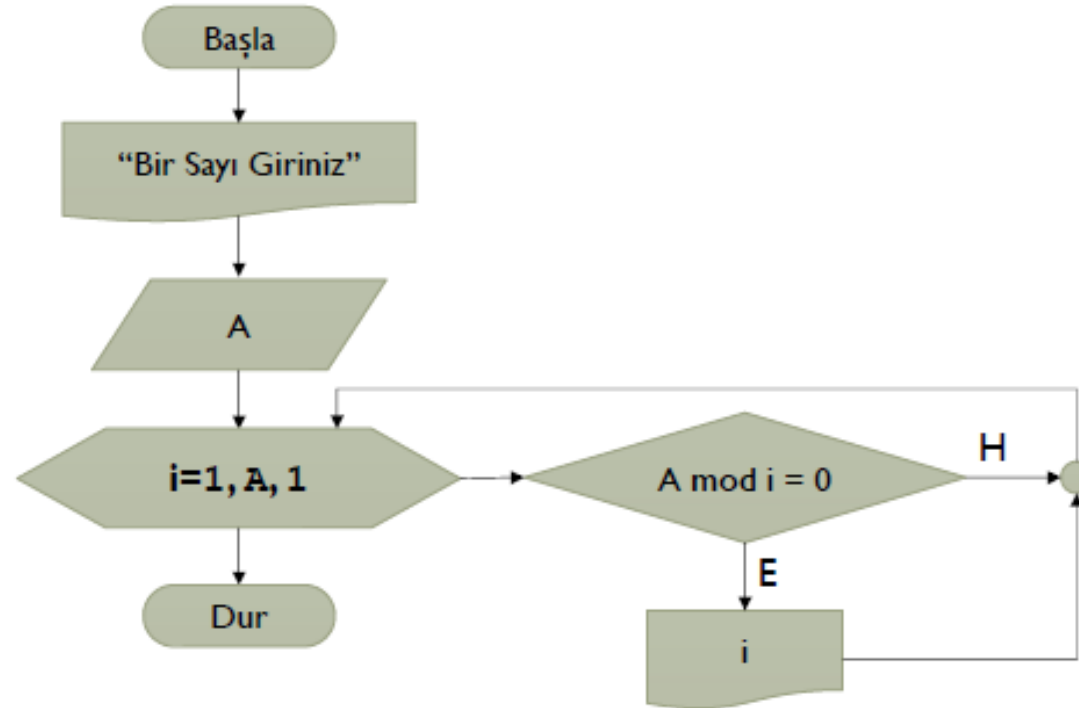 Başla
“Bir Sayı Giriniz”
A
i=1, A, 1
A mod i = 0
H
E
i
Dur